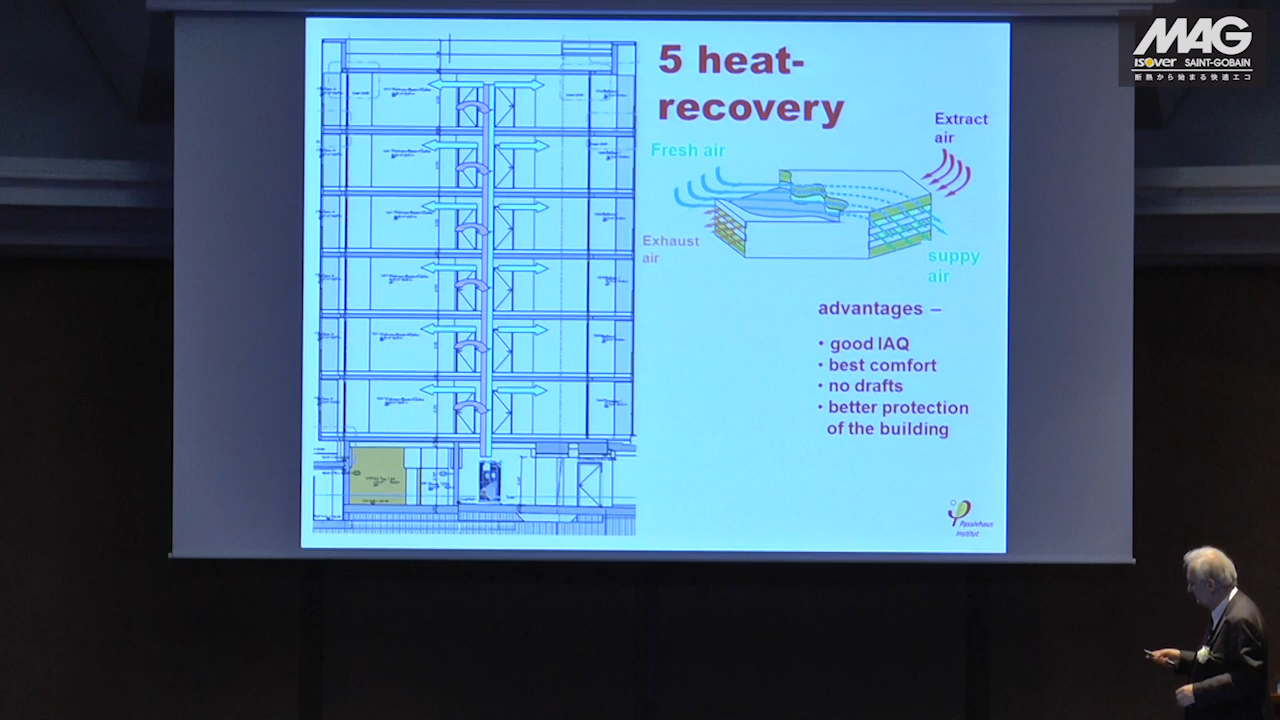 5 heat-
recovery
Extract
air
Fresh air
Exhaust
air
suppy
air
advantages –
• good IAQ
• best comfort
• no drafts
• better protection
of the building
Passivhaus
Institut
MAG
isover SAINT-GOBAIN
断熱から始まる快適エコ